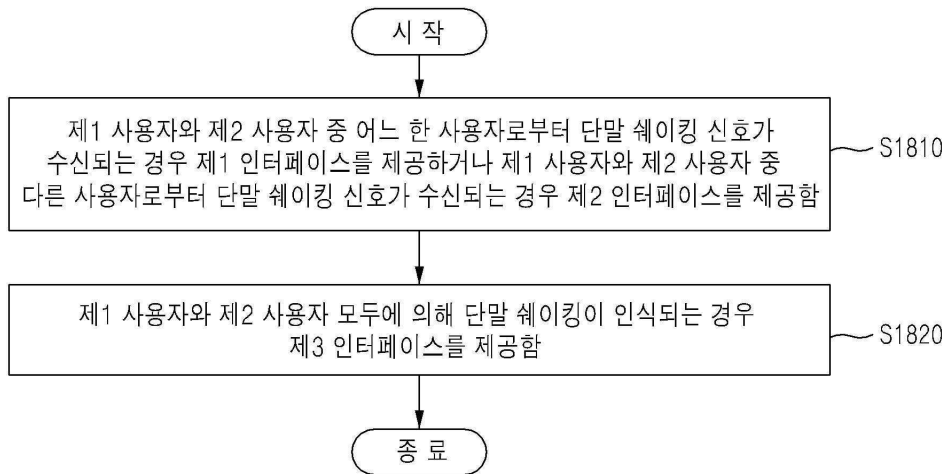 시 작
제1 사용자와 제2 사용자 중 어느 한 사용자로부터 단말 쉐이킹 신호가
수신되는 경우 제1 인터페이스를 제공하거나 제1 사용자와 제2 사용자 중
다른 사용자로부터 단말 쉐이킹 신호가 수신되는 경우 제2 인터페이스를 제공함
S1810
제1 사용자와 제2 사용자 모두에 의해 단말 쉐이킹이 인식되는 경우
제3 인터페이스를 제공함
S1820
종 료